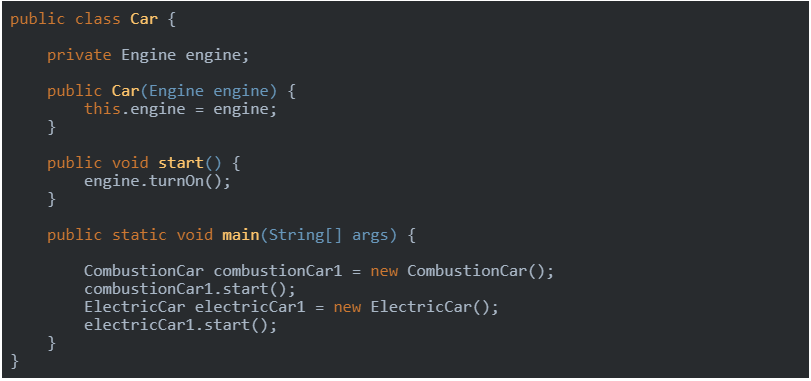 public class Car {
private Engine engine;
public Car(Engine engine) {
this.engine = engine;
}
public void start() {
engine.turnOn();
}
public static void main(String[] args) {
CombustionCar combustionCar1 = new CombustionCar();
combustionCar1.start();
ElectricCar electricCar1 = new ElectricCar();
electricCar1.start();
}
}